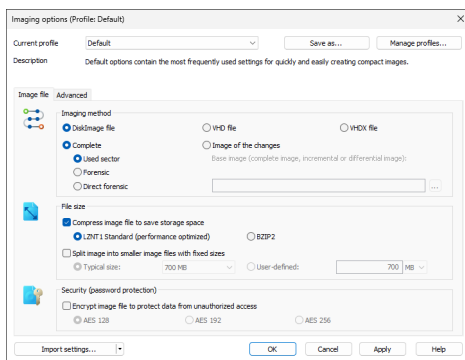 Imaging options (Profile: Default)
Current profile Default Save as... Manage profiles...
Description Default options contain the most frequently used settings for quickly and easily creating compact images.
Image file Advanced
Imaging method
DiskImage file VHD file VHDX file
Complete Image of the changes
Used sector Base image (complete image, incremental or differential image):
Forensic
Direct forensic ...
File size
Compress image file to save storage space
LZNT1 Standard (performance optimized) BZIP2
Split image into smaller image files with fixed sizes
Typical size: 700 MB User-defined: 700 MB
Security (password protection)
Encrypt image file to protect data from unauthorized access
AES 128 AES 192 AES 256
Import settings... OK Cancel Apply Help